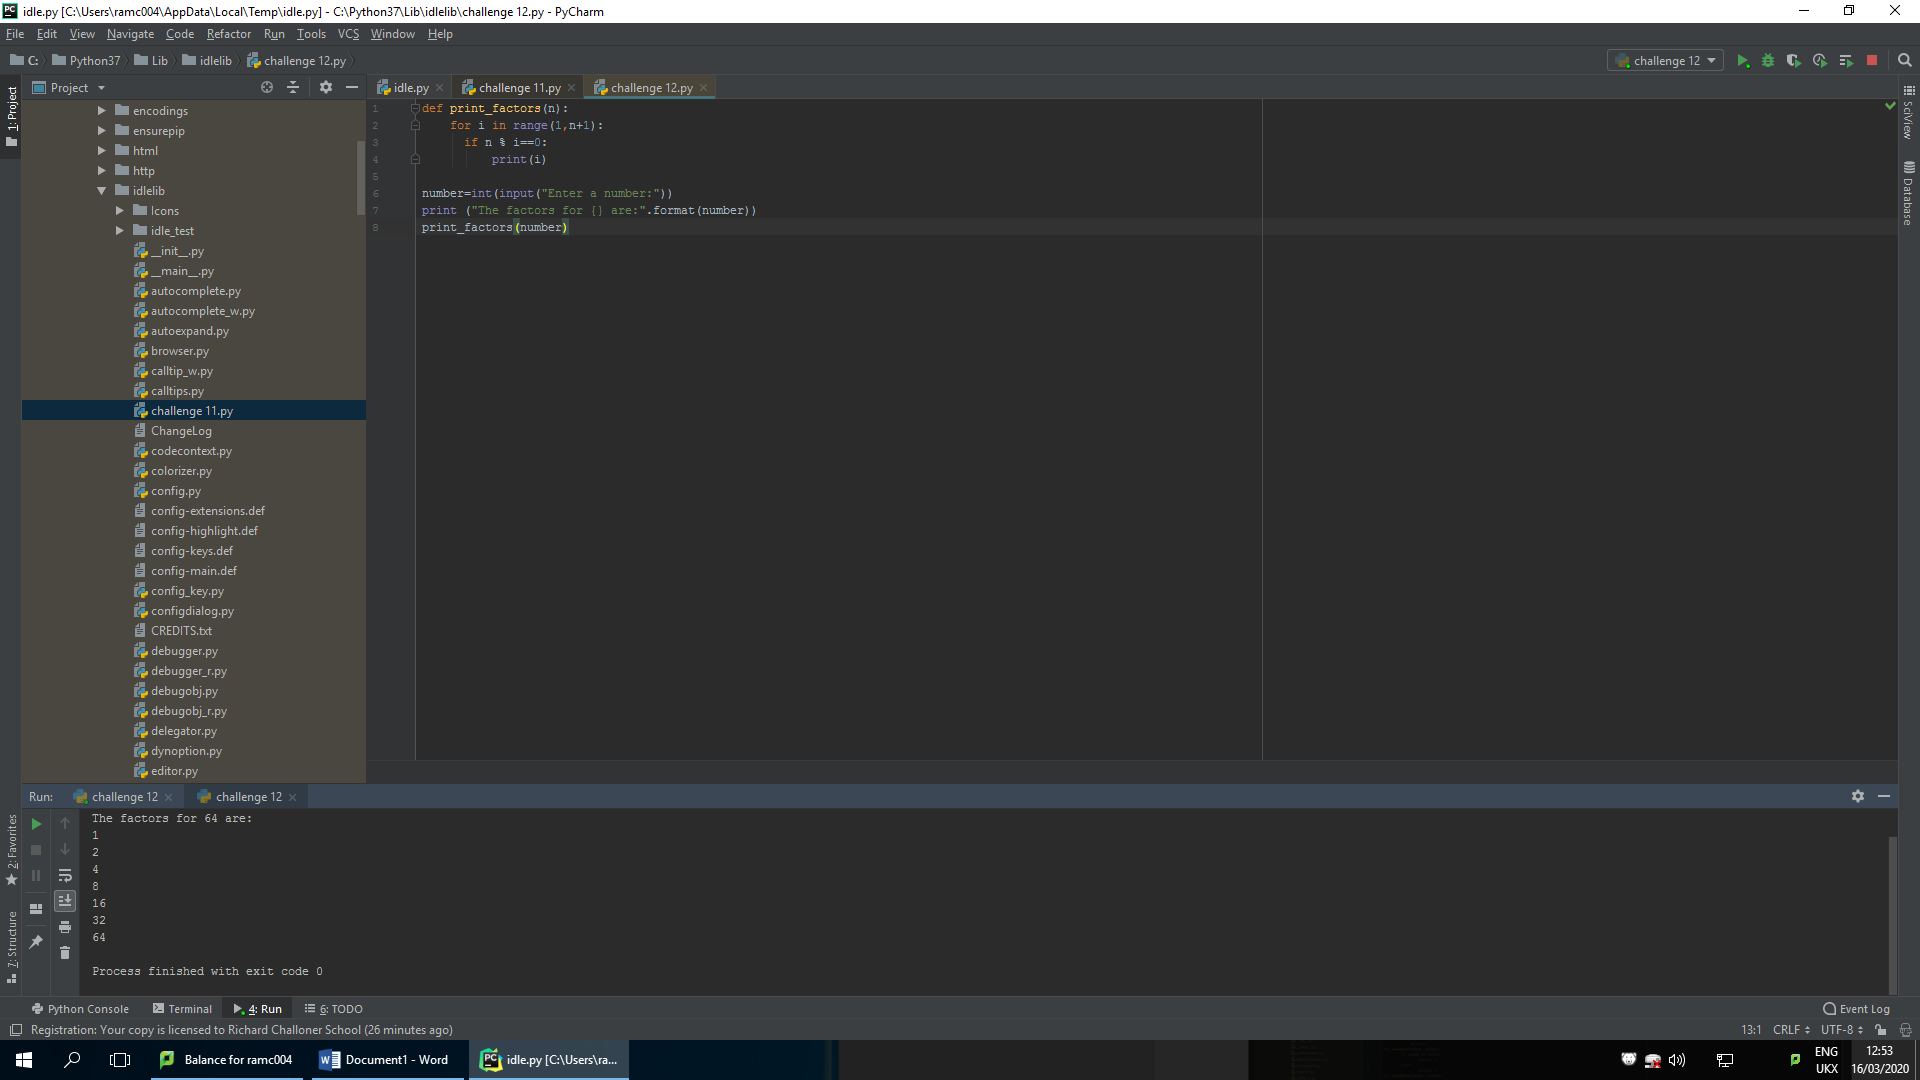 idle.py [C:\Users\ramc004\AppData\Local\Temp\idle.py] - C:\Python37\Lib\idlelib\challenge 12.py - PyCharm
File Edit View Navigate Code Refactor Run Tools VCS Window Help
C: Python37 Lib idlelib challenge 12.py
challenge 12
1: Project
Project
idle.py challenge 11.py challenge 12.py
encodings
ensurepip
html
http
idlelib
Icons
idle_test
__init__.py
__main__.py
autocomplete.py
autocomplete_w.py
autoexpand.py
browser.py
calltip_w.py
calltips.py
challenge 11.py
ChangeLog
codecontext.py
colorizer.py
config.py
config-extensions.def
config-highlight.def
config-keys.def
config-main.def
config_key.py
configdialog.py
CREDITS.txt
debugger.py
debugger_r.py
debugobj.py
debugobj_r.py
delegator.py
dynoption.py
editor.py
1 def print_factors(n):
2 for i in range(1,n+1):
3 if n % i==0:
4 print(i)
5
6 number=int(input("Enter a number:"))
7 print ("The factors for {} are:".format(number))
8 print_factors(number)
SciView
Database
Run: challenge 12 challenge 12
The factors for 64 are:
1
2
4
8
16
32
64
Process finished with exit code 0
2: Favorites
7: Structure
Python Console Terminal 4: Run 6: TODO Event Log
Registration: Your copy is licensed to Richard Challoner School (26 minutes ago) 13:1 CRLF UTF-8
Balance for ramc004 Document1 - Word idle.py [C:\Users\ra...
ENG
UKX
12:53
16/03/2020